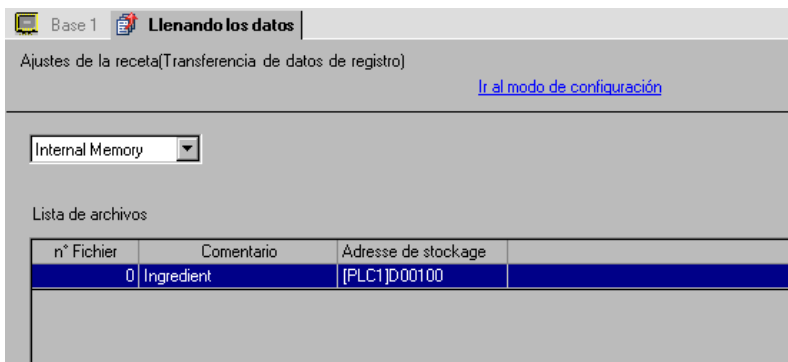 Base 1 Llenando los datos
Ajustes de la receta(Transferencia de datos de registro)
Ir al modo de configuración
Internal Memory
Lista de archivos
n° Fichier Comentario Adresse de stockage
0 Ingredient [PLC1]D00100